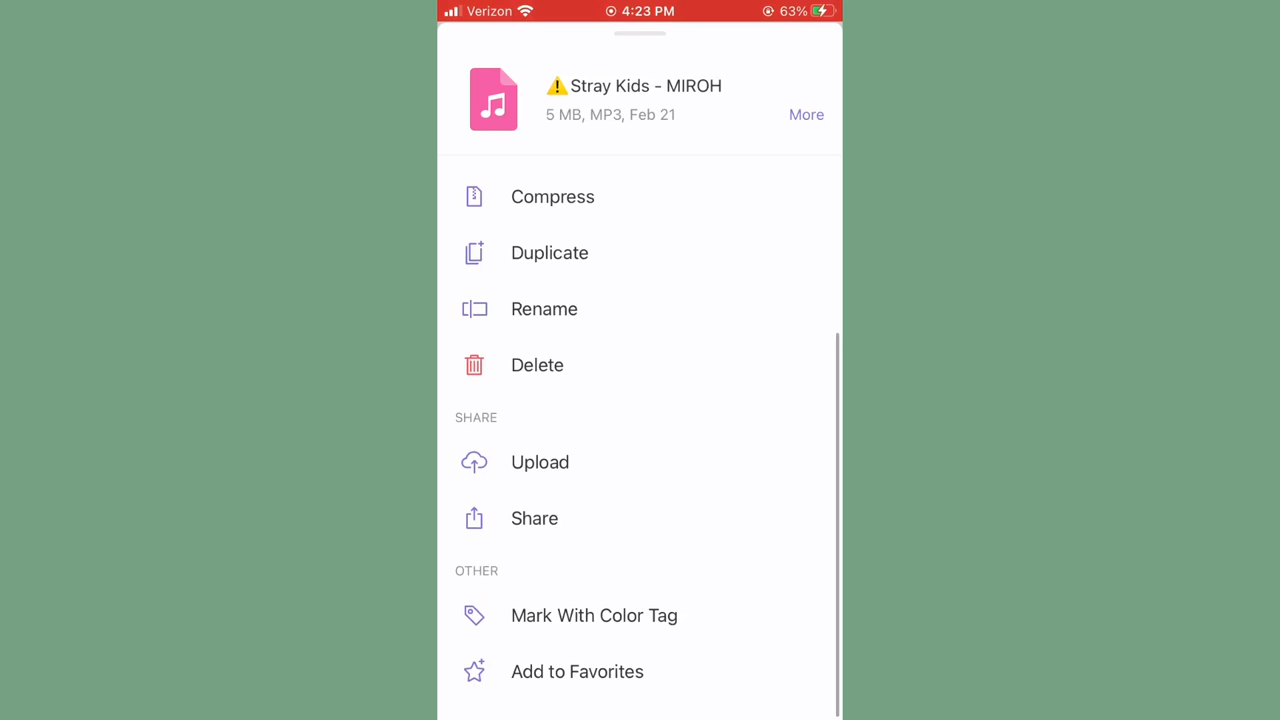 Verizon 4:23 PM 63%
⚠️Stray Kids - MIROH
5 MB, MP3, Feb 21 More
Compress
Duplicate
Rename
Delete
SHARE
Upload
Share
OTHER
Mark With Color Tag
Add to Favorites